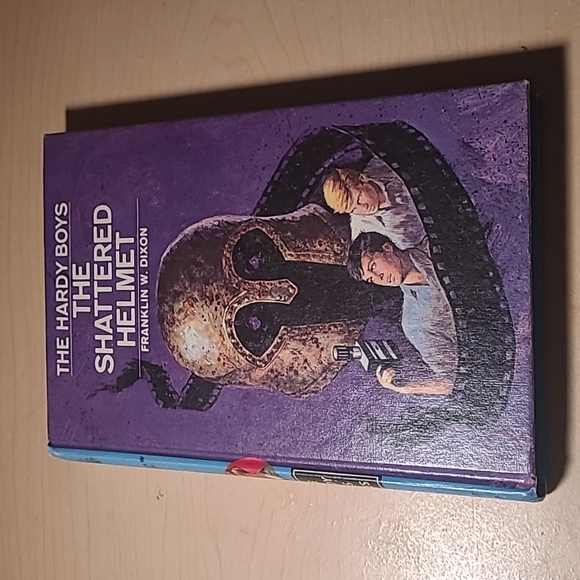 THE HARDY BOYS
THE
SHATTERED
HELMET
FRANKLIN W. DIXON